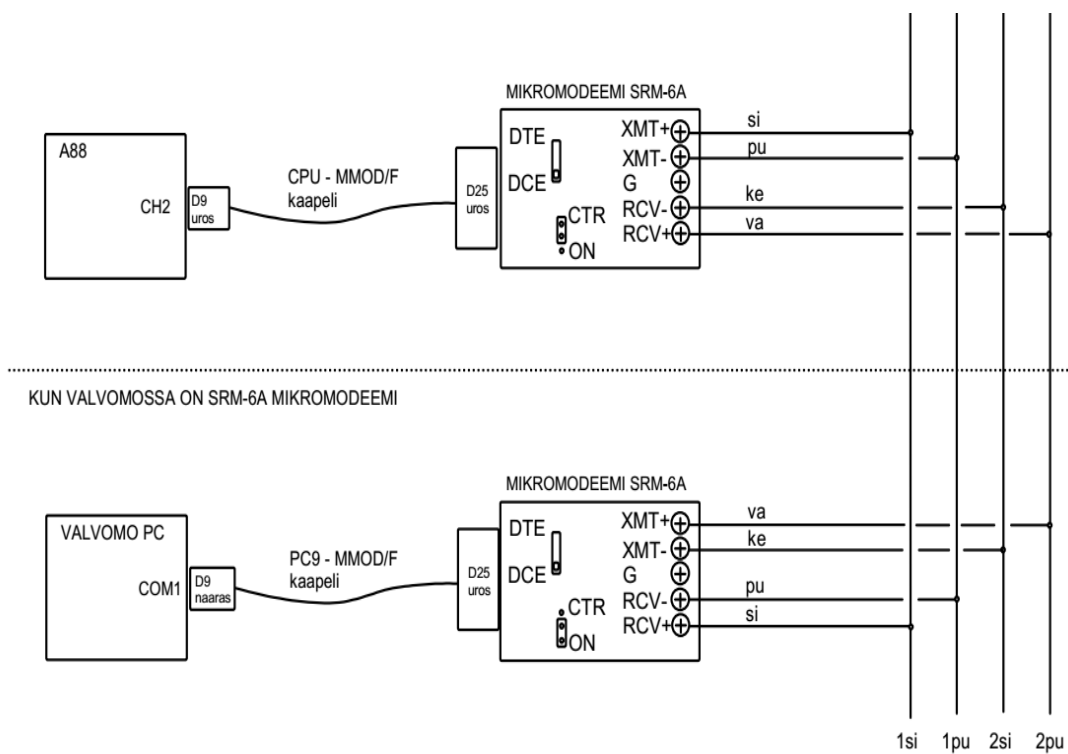 MIKROMODEEMI SRM-6A
A88
CH2
D9
uros
CPU - MMOD/F
kaapeli
D25
uros
DTE
DCE
CTR
ON
XMT+
XMT-
G
RCV-
RCV+
si
pu
ke
va
KUN VALVOMOSSA ON SRM-6A MIKROMODEEMI
MIKROMODEEMI SRM-6A
VALVOMO PC
COM1
D9
naaras
PC9 - MMOD/F
kaapeli
D25
uros
DTE
DCE
CTR
ON
XMT+
XMT-
G
RCV-
RCV+
va
ke
pu
si
1si 1pu 2si 2pu